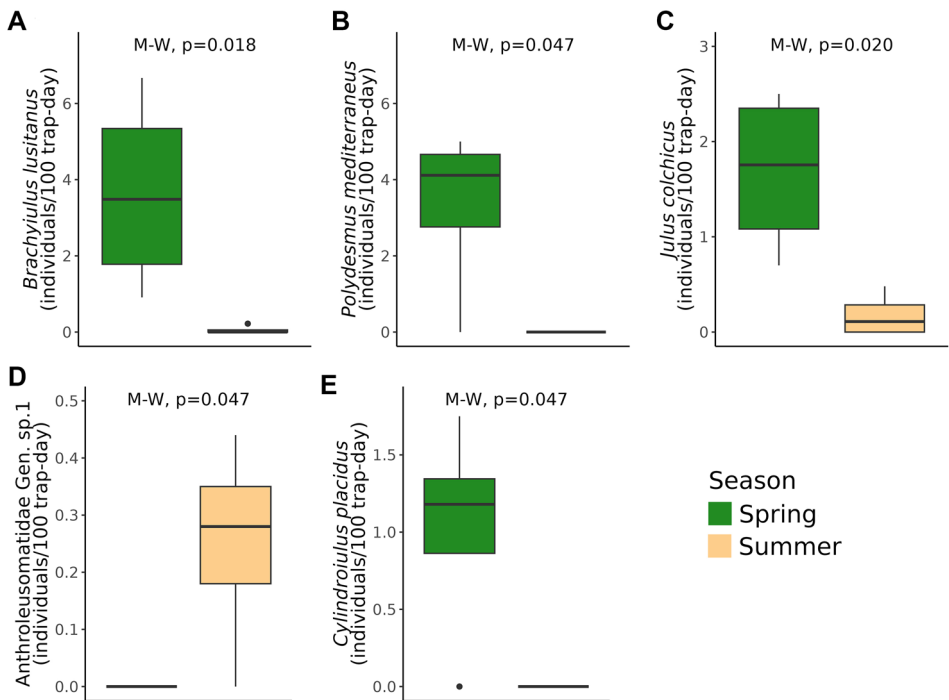 A
M-W, p=0.018
Brachyiulus lusitanus
(individuals/100 trap-day)
6
4
2
0
B
M-W, p=0.047
Polydesmus mediterraneus
(individuals/100 trap-day)
6
4
2
0
C
M-W, p=0.020
Julus colchicus
(individuals/100 trap-day)
3
2
1
0
D
M-W, p=0.047
Anthroleusomatidae Gen. sp.1
(individuals/100 trap-day)
0.5
0.4
0.3
0.2
0.1
0.0
E
M-W, p=0.047
Cylindroiulus placidus
(individuals/100 trap-day)
1.5
1.0
0.5
0.0
Season
Spring
Summer